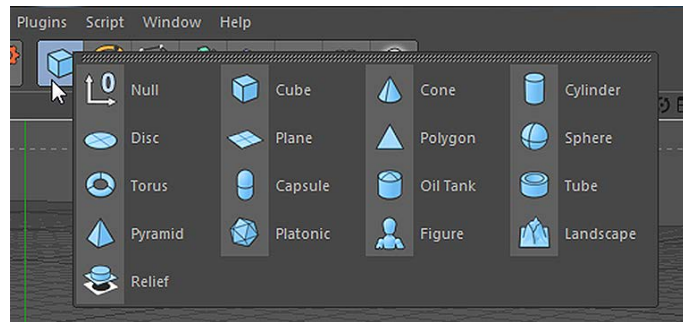 Plugins Script Window Help
0 Null Cube Cone Cylinder
Disc Plane Polygon Sphere
Torus Capsule Oil Tank Tube
Pyramid Platonic Figure Landscape
Relief